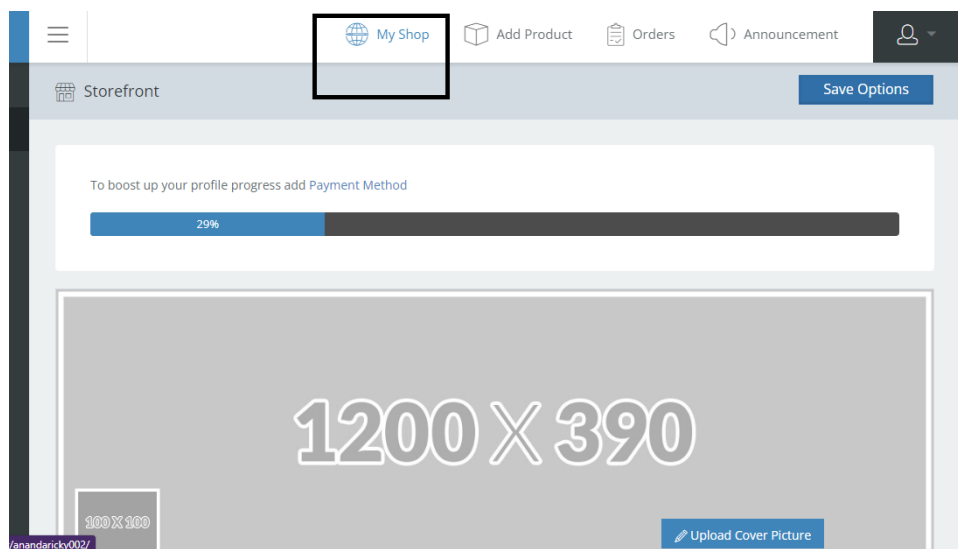 My Shop
Add Product
Orders
Announcement
Storefront
Save Options
To boost up your profile progress add Payment Method
29%
1200 X 390
100 X 100
Upload Cover Picture
/anandaricky002/